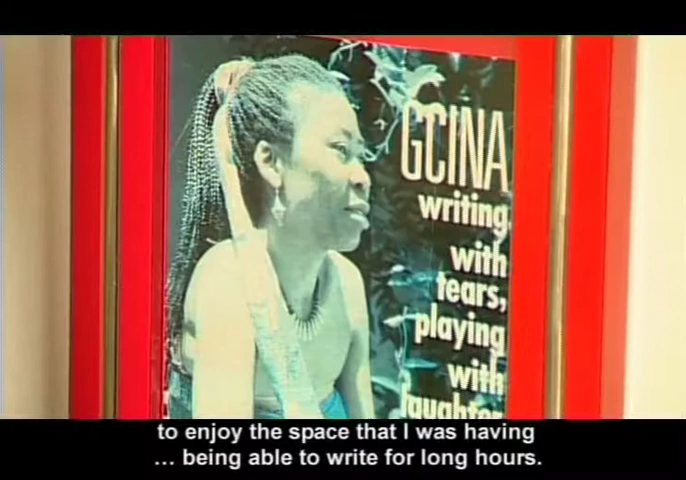 GCINA
writing
with
tears,
playing
with
laughter
to enjoy the space that I was having
... being able to write for long hours.